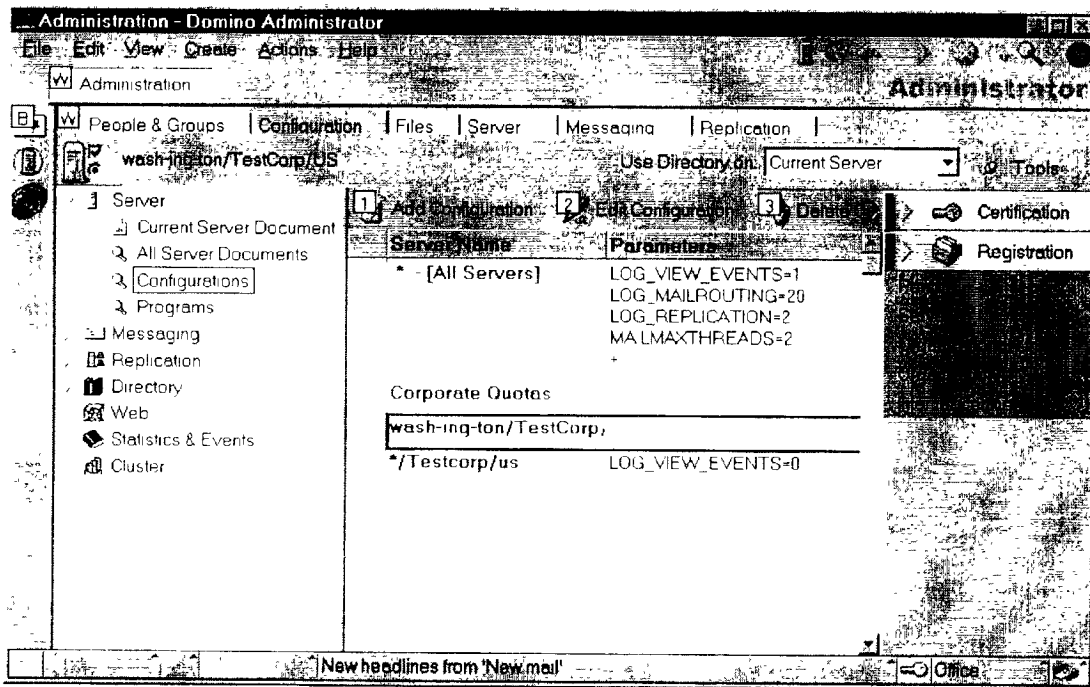 Administration - Domino Administrator
File Edit View Create Actions Help
Administration
Administrator
People & Groups Configuration Files Server Messaging Replication
wash-ing-ton/TestCorp/US
Use Directory on: Current Server
Tools
Server
Current Server Document
All Server Documents
Configurations
Programs
Messaging
Replication
Directory
Web
Statistics & Events
Cluster
1 Add Configuration 2 Edit Configuration 3 Delete
Server Name Parameters
* - [All Servers] LOG_VIEW_EVENTS=1
LOG_MAILROUTING=20
LOG_REPLICATION=2
MAILMAXTHREADS=2
+
Corporate Quotas
wash-ing-ton/TestCorp,
*/Testcorp/us LOG_VIEW_EVENTS=0
Certification
Registration
New headlines from 'New mail'
Office